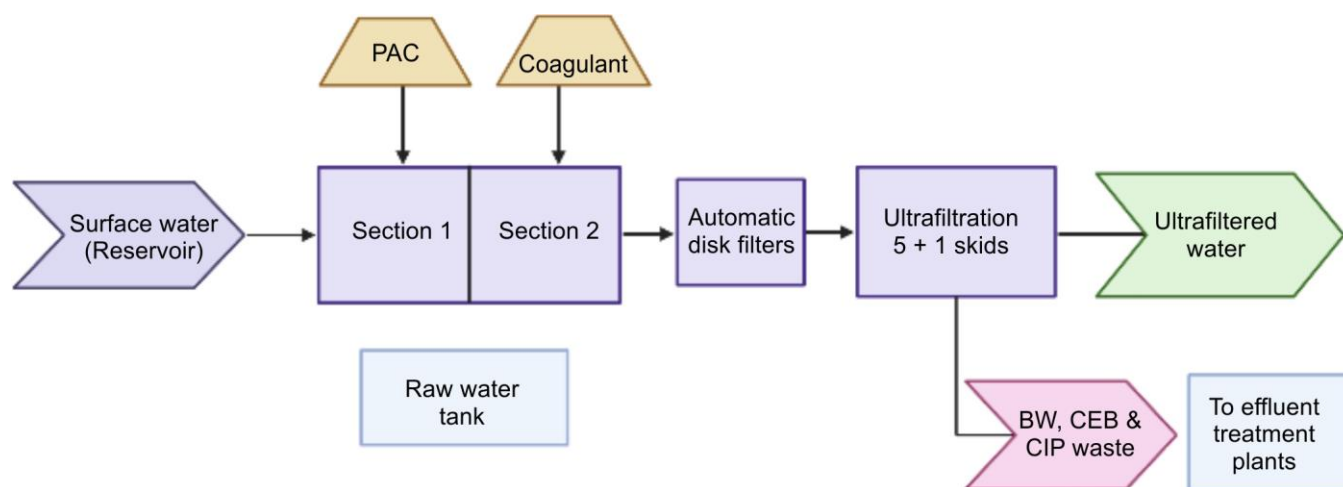 PAC
Coagulant
Surface water
(Reservoir)
Section 1
Section 2
Automatic
disk filters
Ultrafiltration
5 + 1 skids
Ultrafiltered
water
Raw water
tank
BW, CEB &
CIP waste
To effluent
treatment
plants